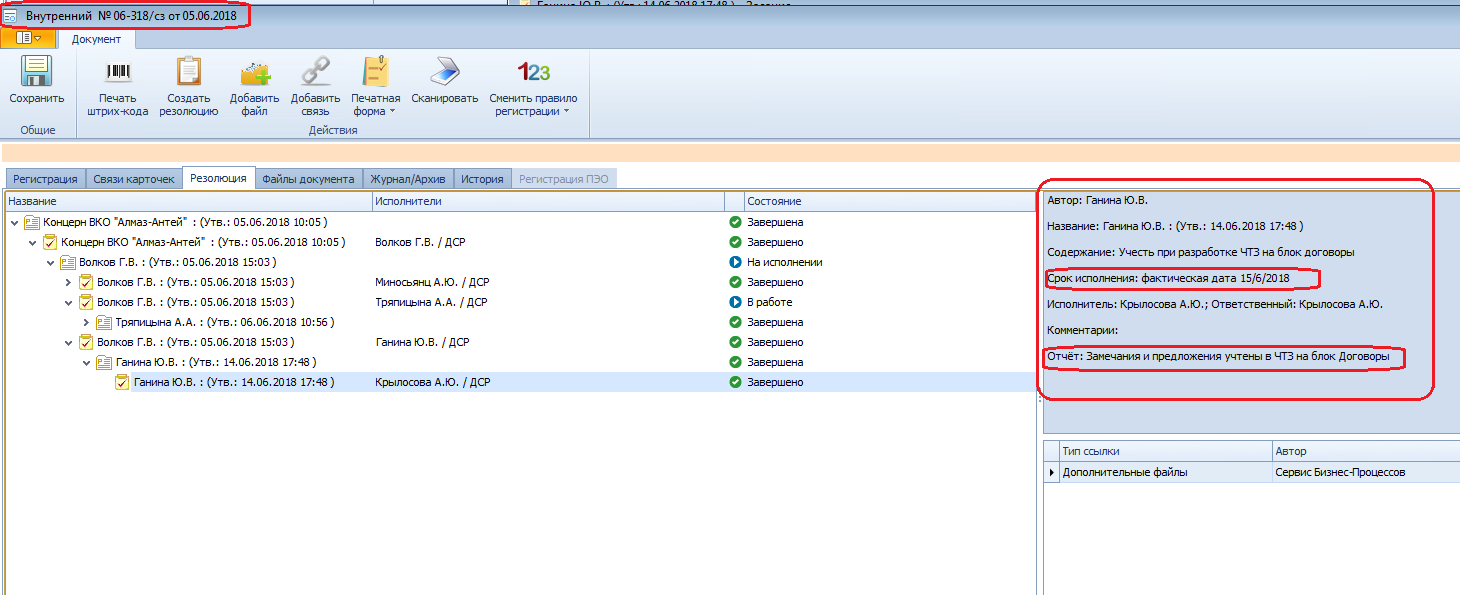 Внутренний № 06-318/сз от 05.06.2018
Документ
Сохранить
Печать штрих-кода
Создать резолюцию
Добавить файл
Добавить связь
Печатная форма
Сканировать
Сменить правило регистрации
Общие
Действия
Регистрация
Связи карточек
Резолюция
Файлы документа
Журнал/Архив
История
Регистрация ПЭО
Название Исполнители Состояние
Концерн ВКО "Алмаз-Антей" : (Утв.: 05.06.2018 10:05 ) Завершена
Концерн ВКО "Алмаз-Антей" : (Утв.: 05.06.2018 10:05 ) Волков Г.В. / ДСР Завершено
Волков Г.В. : (Утв.: 05.06.2018 15:03 ) На исполнении
Волков Г.В. : (Утв.: 05.06.2018 15:03 ) Миносьянц А.Ю. / ДСР Завершено
Волков Г.В. : (Утв.: 05.06.2018 15:03 ) Тряпицына А.А. / ДСР В работе
Тряпицына А.А. : (Утв.: 06.06.2018 10:56 ) Завершена
Волков Г.В. : (Утв.: 05.06.2018 15:03 ) Ганина Ю.В. / ДСР Завершено
Ганина Ю.В. : (Утв.: 14.06.2018 17:48 ) Завершена
Ганина Ю.В. : (Утв.: 14.06.2018 17:48 ) Крылосова А.Ю. / ДСР Завершено
Автор: Ганина Ю.В.
Название: Ганина Ю.В. : (Утв.: 14.06.2018 17:48 )
Содержание: Учесть при разработке ЧТЗ на блок договоры
Срок исполнения: фактическая дата 15/6/2018
Исполнитель: Крылосова А.Ю.; Ответственный: Крылосова А.Ю.
Комментарии:
Отчёт: Замечания и предложения учтены в ЧТЗ на блок Договоры
Тип ссылки Автор
Дополнительные файлы Сервис Бизнес-Процессов